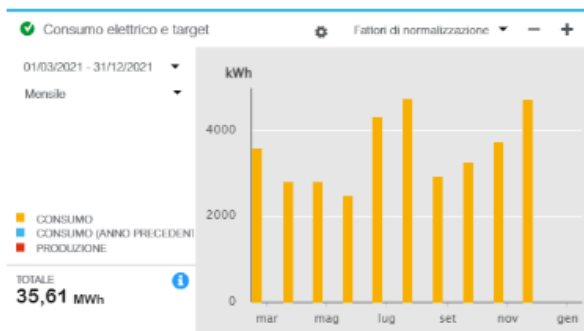 Consumo elettrico e target
Fattori di normalizzazione
01/03/2021 - 31/12/2021
Mensile
kWh
4000
2000
0
mar mag lug set nov gen
CONSUMO
CONSUMO (ANNO PRECEDENT
PRODUZIONE
TOTALE
35,61 MWh